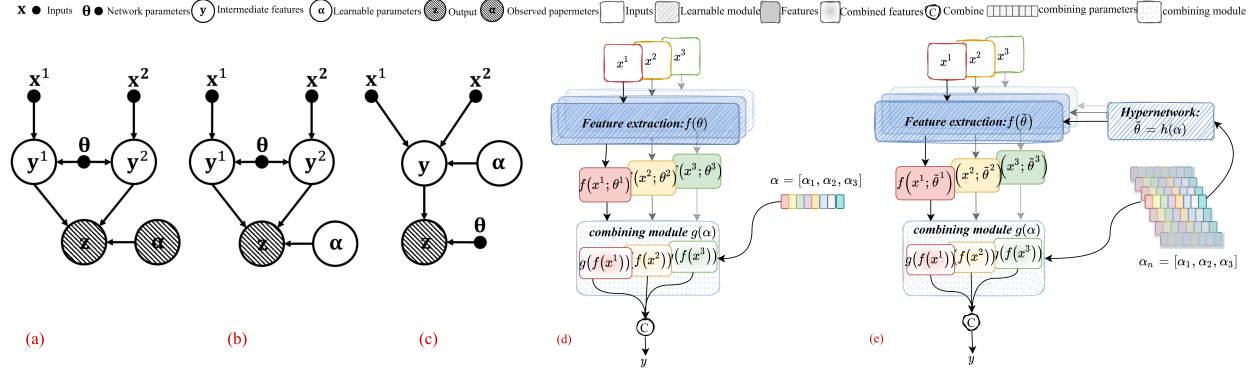 x Inputs θ Network parameters y Intermediate features α Learnable parameters z Output α Observed papermeters Inputs Learnable module Features Combined features C Combine combining parameters combining module
x¹ x² x¹ x² x¹ x²
y¹ θ y²
z α
(a)
y¹ θ y²
z α
(b)
y α
z θ
(c)
x¹ x² x³
Feature extraction: f(θ)
f(x¹; θ¹) (x²; θ²) (x³; θ³)
α = [α₁, α₂, α₃]
combining module g(α)
g(f(x¹)) (f(x²)) (f(x³))
C
y
(d)
x¹ x² x³
Feature extraction: f(θ̃)
Hypernetwork:
θ̃ = h(α)
f(x¹; θ̃¹) (x²; θ̃²) (x³; θ̃³)
combining module g(α)
g(f(x¹)) (f(x²)) (f(x³))
αₙ = [α₁, α₂, α₃]
C
y
(e)